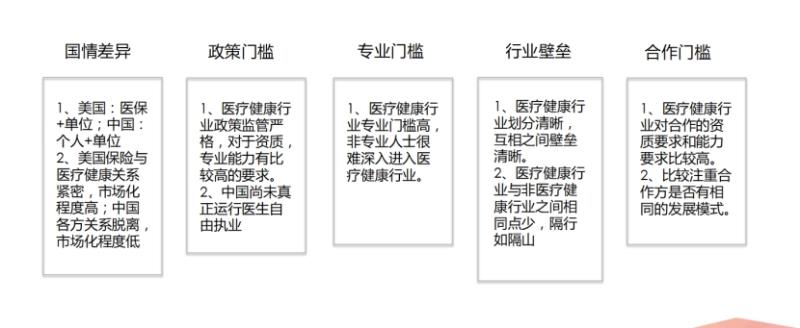 国情差异
1、美国：医保
+单位；中国：
个人+单位
2、美国保险与
医疗健康关系
紧密，市场化
程度高；中国
各方关系脱离，
市场化程度低
政策门槛
1、医疗健康行
业政策监管严
格，对于资质，
专业能力有比
较高的要求。
2、中国尚未真
正运行医生自
由执业
专业门槛
1、医疗健康行
业专业门槛高，
非专业人士很
难深入进入医
疗健康行业。
行业壁垒
1、医疗健康行
业划分清晰，
互相之间壁垒
清晰。
2、医疗健康行
业与非医疗健
康行业之间相
同点少，隔行
如隔山
合作门槛
1、医疗健康行
业对合作的资
质要求和能力
要求比较高。
2、比较注重合
作方是否有相
同的发展模式。